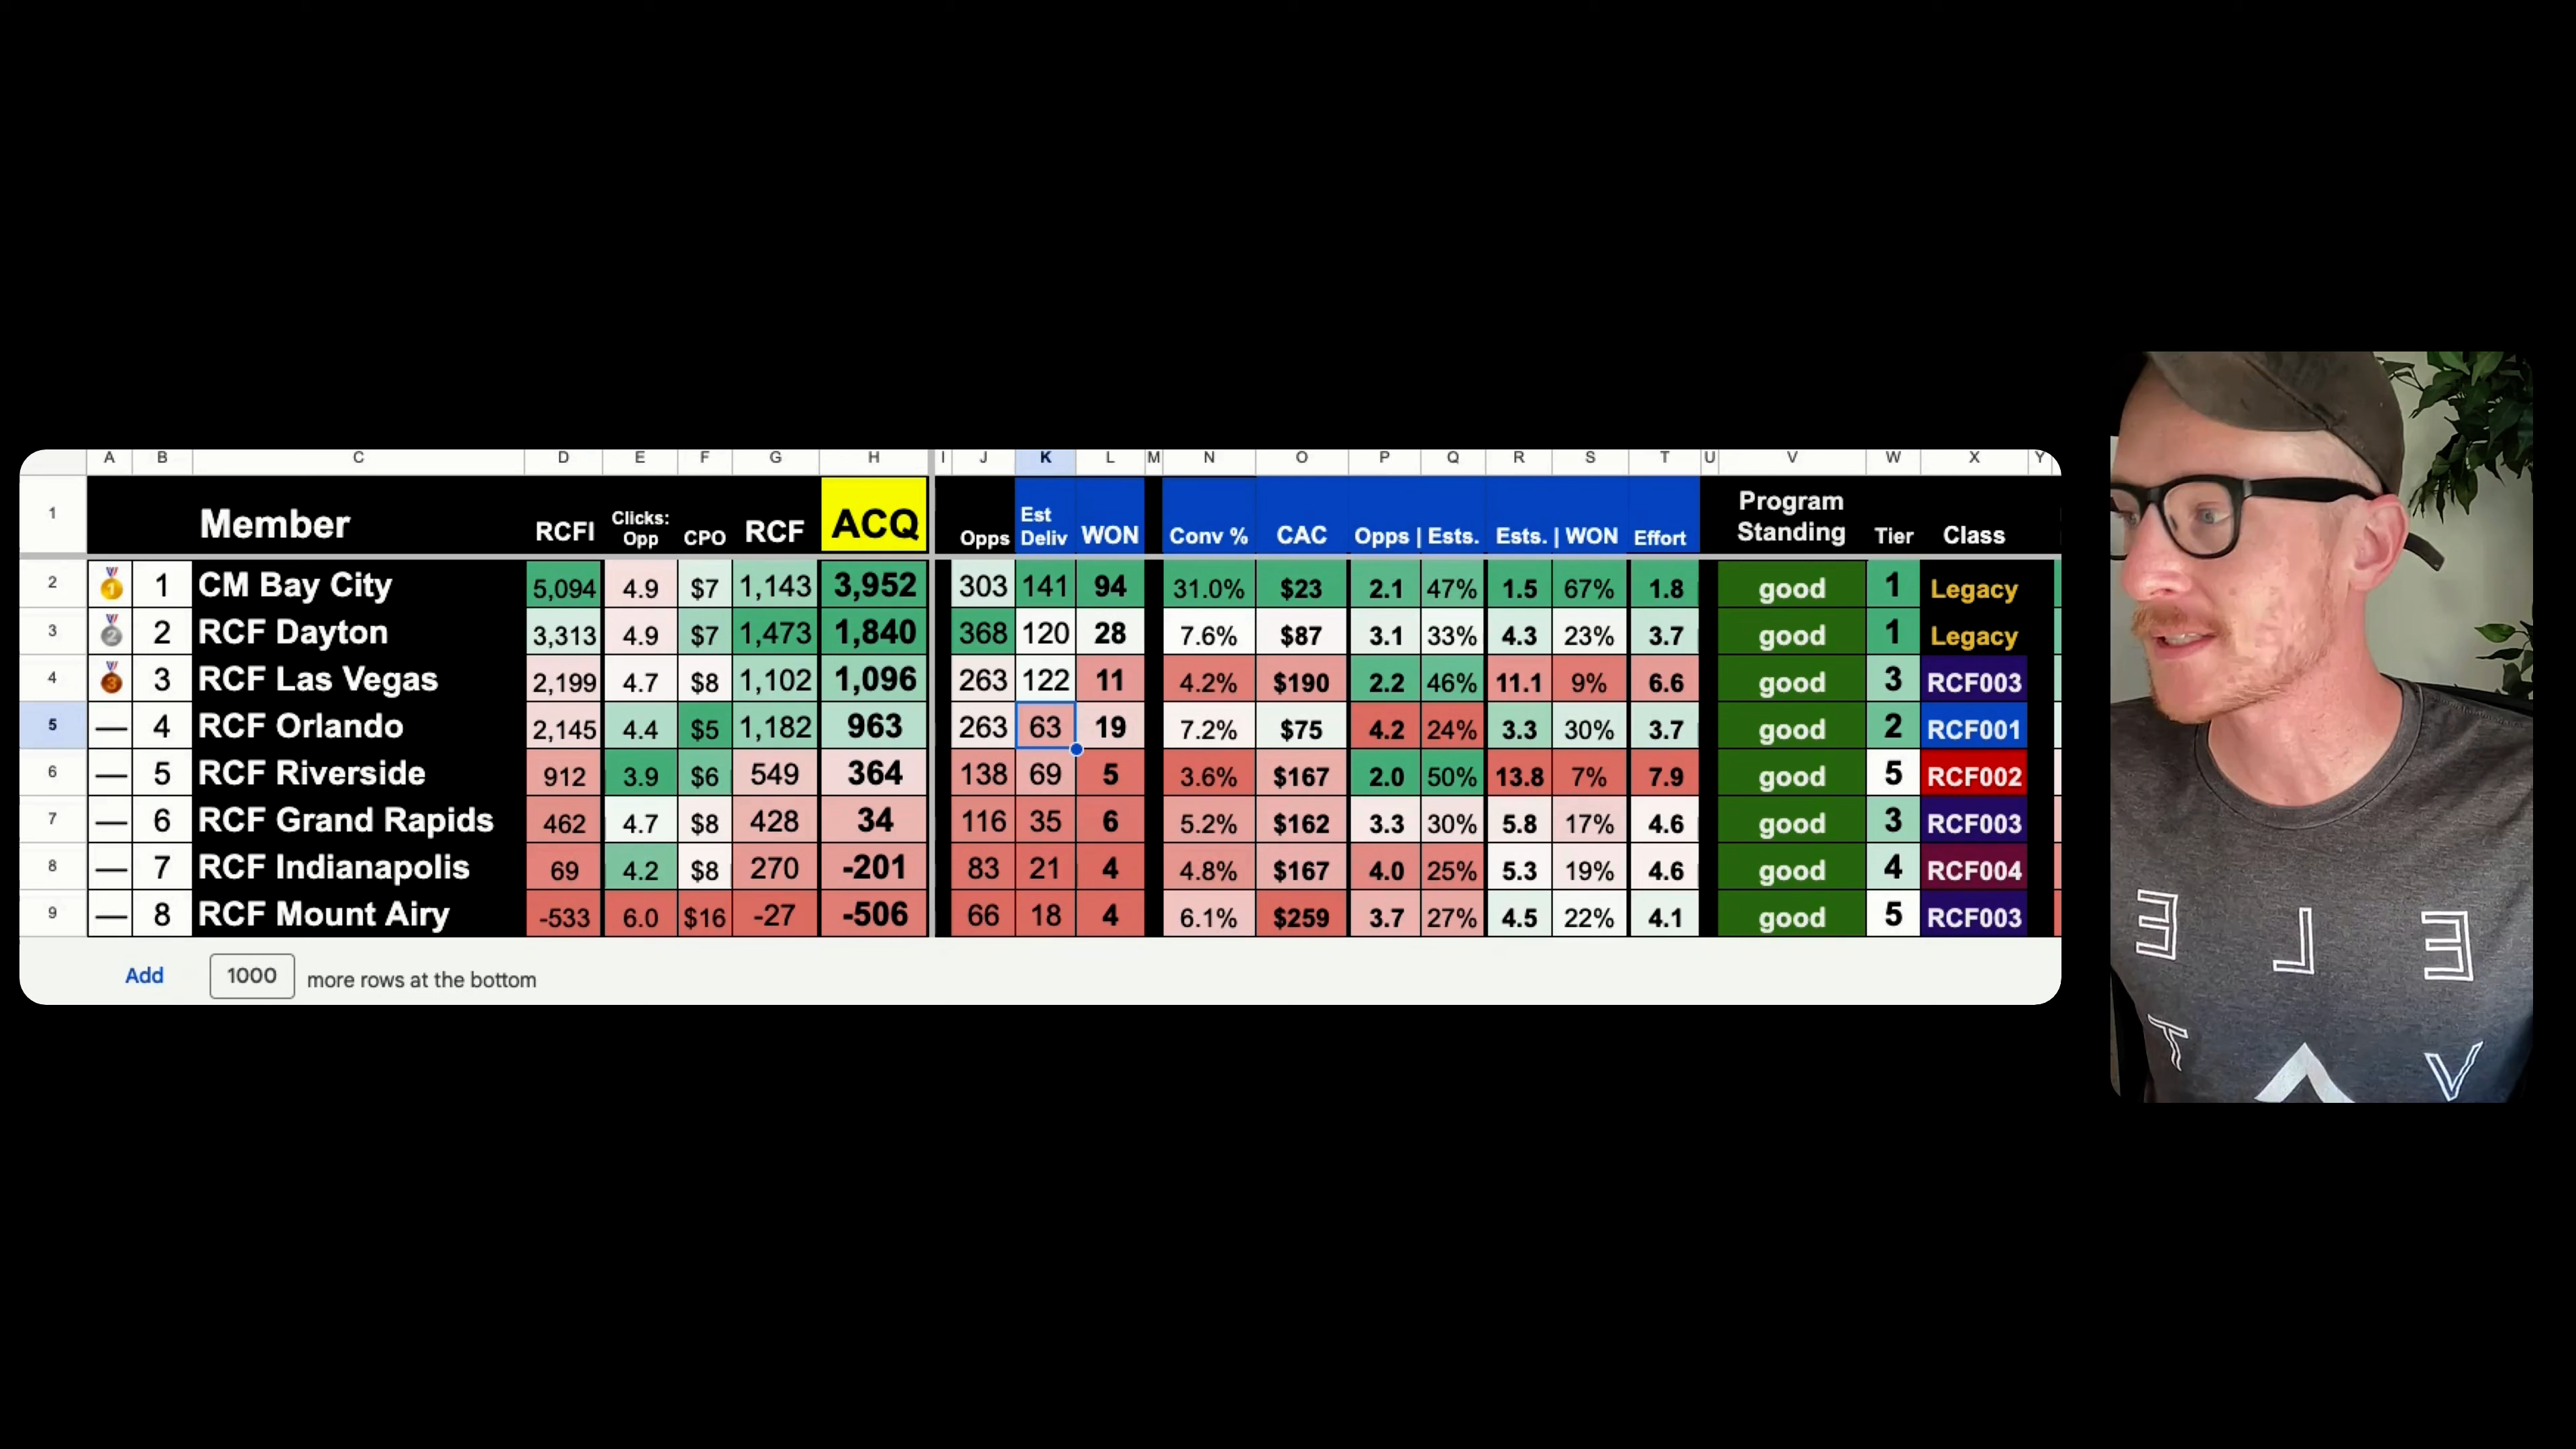 A B C D E F G H I J K L M N O P Q R S T U V W X Y
1 Member RCFI Clicks: Opp CPO RCF ACQ Opps Est Deliv WON Conv % CAC Opps | Ests. Ests. | WON Effort Program Standing Tier Class
2 1 1 CM Bay City 5,094 4.9 $7 1,143 3,952 303 141 94 31.0% $23 2.1 47% 1.5 67% 1.8 good 1 Legacy
3 2 2 RCF Dayton 3,313 4.9 $7 1,473 1,840 368 120 28 7.6% $87 3.1 33% 4.3 23% 3.7 good 1 Legacy
4 3 3 RCF Las Vegas 2,199 4.7 $8 1,102 1,096 263 122 11 4.2% $190 2.2 46% 11.1 9% 6.6 good 3 RCF003
5 — 4 RCF Orlando 2,145 4.4 $5 1,182 963 263 63 19 7.2% $75 4.2 24% 3.3 30% 3.7 good 2 RCF001
6 — 5 RCF Riverside 912 3.9 $6 549 364 138 69 5 3.6% $167 2.0 50% 13.8 7% 7.9 good 5 RCF002
7 — 6 RCF Grand Rapids 462 4.7 $8 428 34 116 35 6 5.2% $162 3.3 30% 5.8 17% 4.6 good 3 RCF003
8 — 7 RCF Indianapolis 69 4.2 $8 270 -201 83 21 4 4.8% $167 4.0 25% 5.3 19% 4.6 good 4 RCF004
9 — 8 RCF Mount Airy -533 6.0 $16 -27 -506 66 18 4 6.1% $259 3.7 27% 4.5 22% 4.1 good 5 RCF003
Add 1000 more rows at the bottom
E L E
T A V